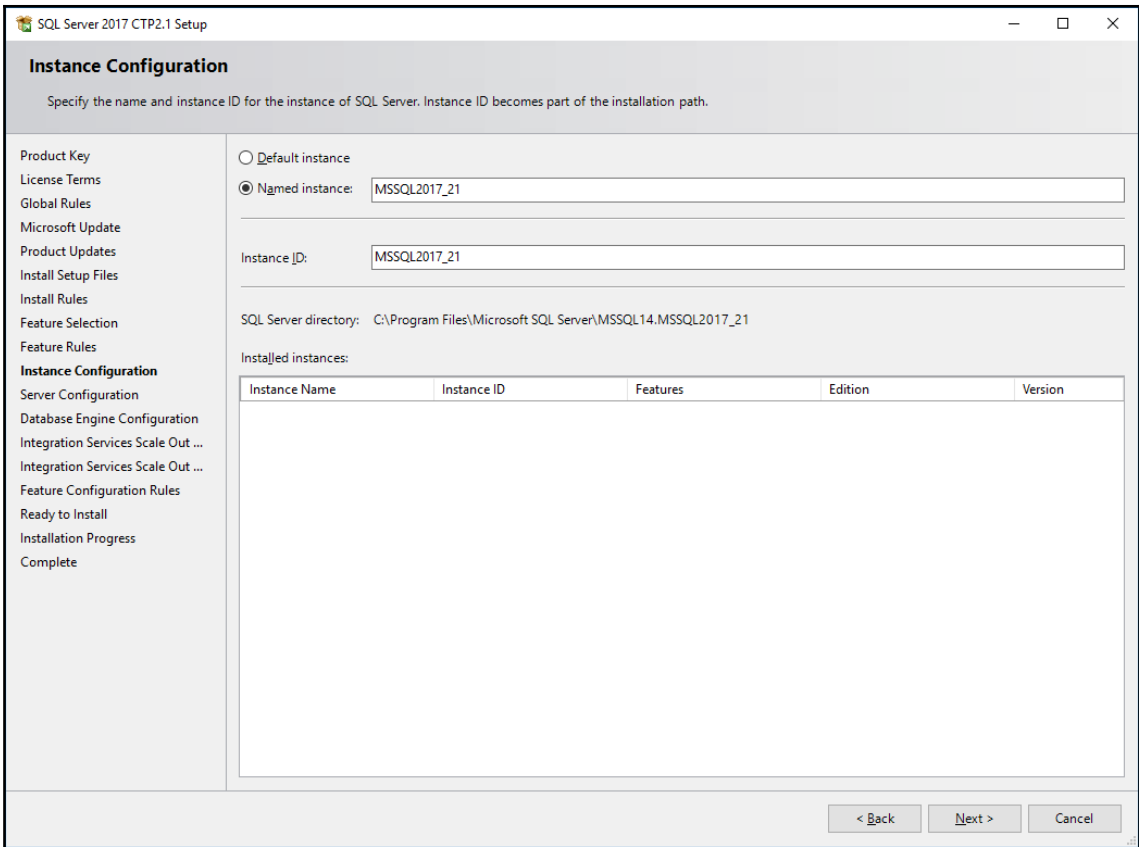 SQL Server 2017 CTP2.1 Setup
Instance Configuration
Specify the name and instance ID for the instance of SQL Server. Instance ID becomes part of the installation path.
Product Key
License Terms
Global Rules
Microsoft Update
Product Updates
Install Setup Files
Install Rules
Feature Selection
Feature Rules
Instance Configuration
Server Configuration
Database Engine Configuration
Integration Services Scale Out ...
Integration Services Scale Out ...
Feature Configuration Rules
Ready to Install
Installation Progress
Complete
Default instance
Named instance: MSSQL2017_21
Instance ID: MSSQL2017_21
SQL Server directory: C:\Program Files\Microsoft SQL Server\MSSQL14.MSSQL2017_21
Installed instances:
Instance Name Instance ID Features Edition Version
< Back Next > Cancel